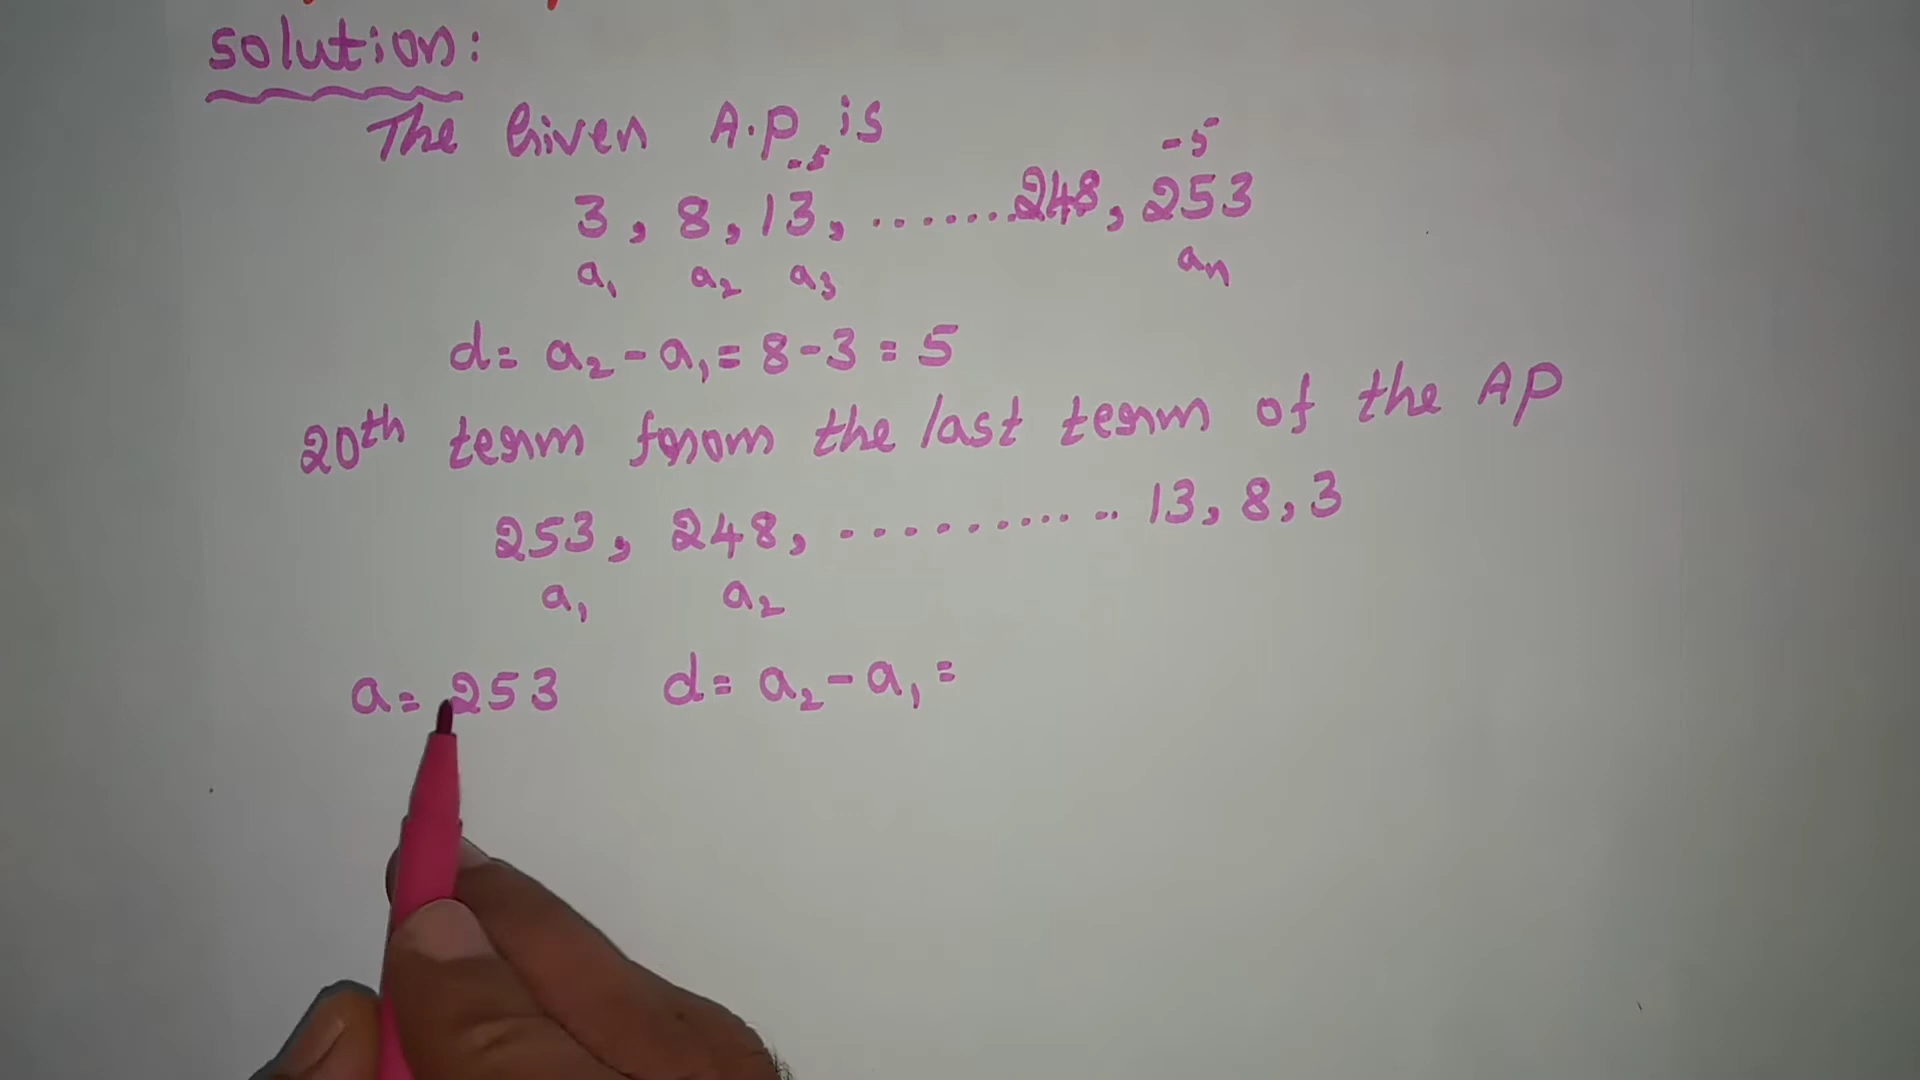 solution:
The Given A.P is
-5 -5
3, 8, 13, ....... 248, 253
a₁ a₂ a₃ aₙ
d = a₂ - a₁ = 8 - 3 = 5
20th term from the last term of the AP
253, 248, ........... 13, 8, 3
a₁ a₂
a = 253 d = a₂ - a₁ =